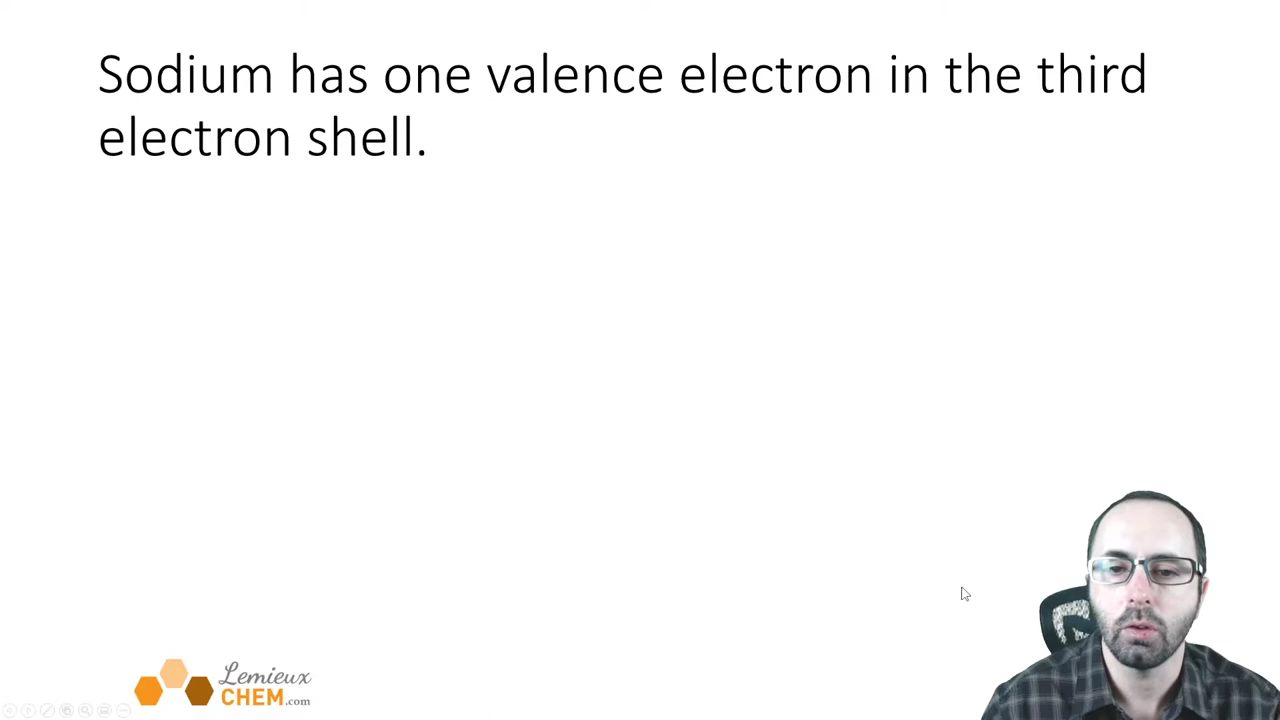 Sodium has one valence electron in the third
electron shell.
Lemieux
CHEM.com